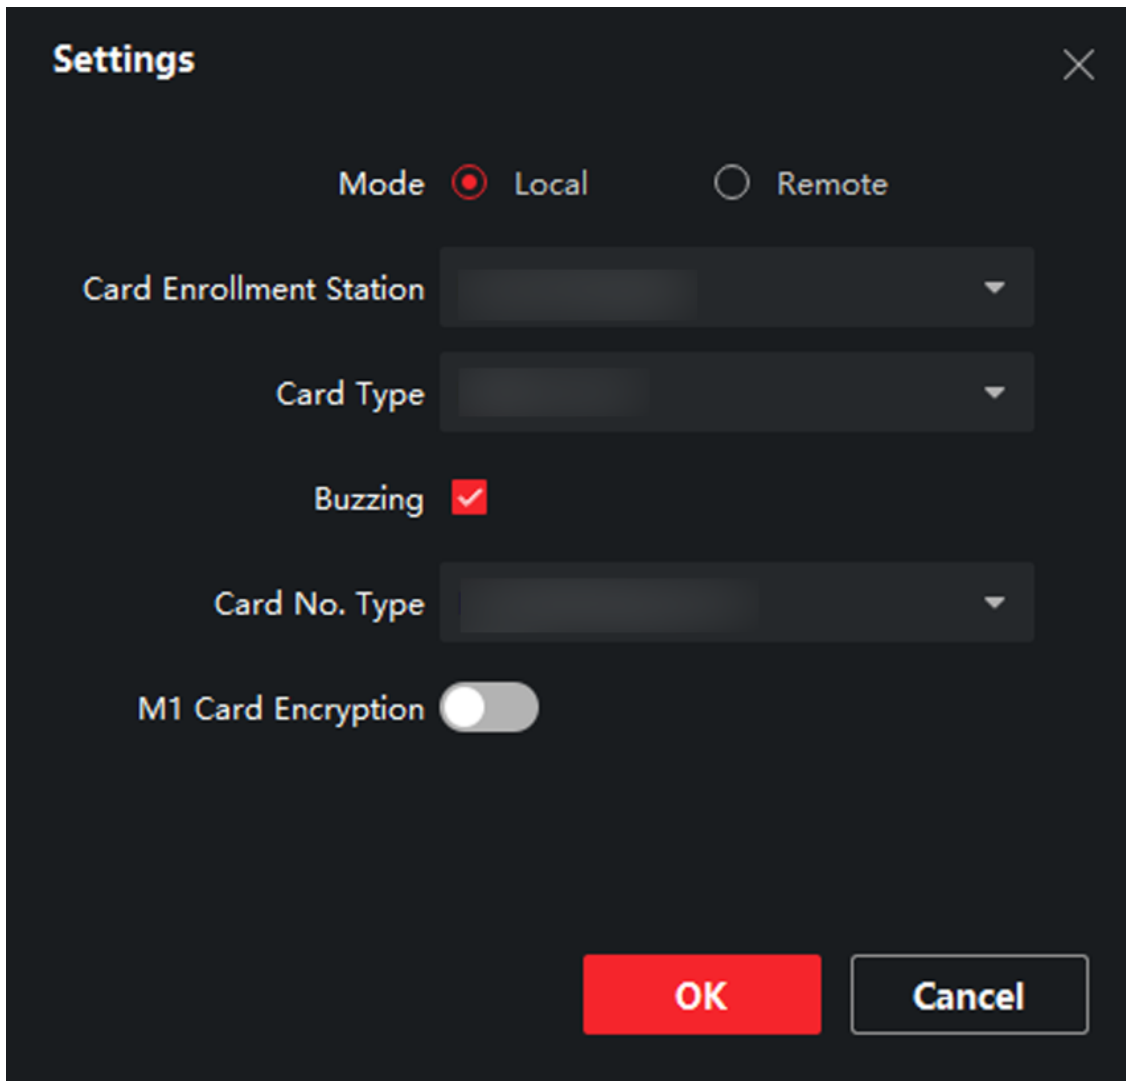 Settings
Mode Local Remote
Card Enrollment Station
Card Type
Buzzing
Card No. Type
M1 Card Encryption
OK Cancel